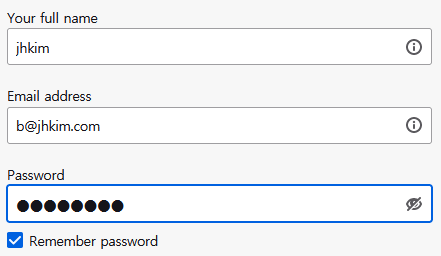 Your full name
jhkim
Email address
b@jhkim.com
Password
●●●●●●●●
Remember password